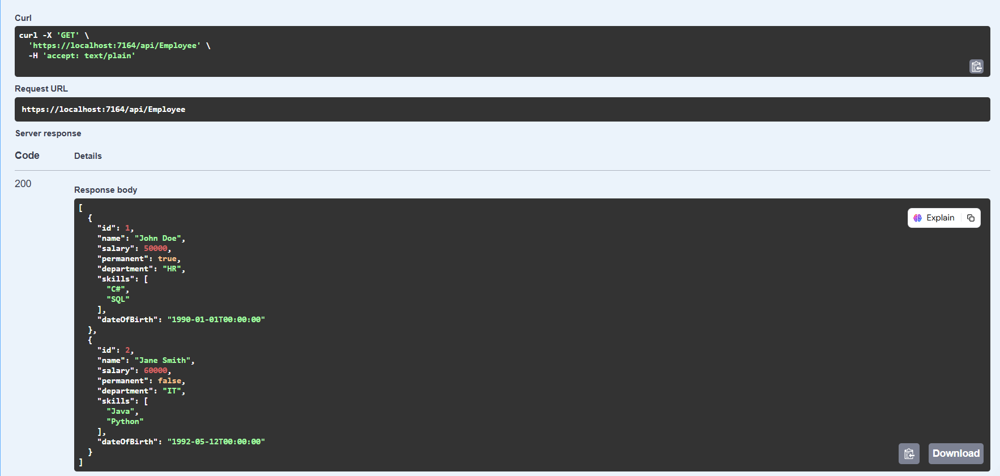 Curl
curl -X 'GET' \
  'https://localhost:7164/api/Employee' \
  -H 'accept: text/plain'
Request URL
https://localhost:7164/api/Employee
Server response
Code Details
200
Response body
[
  {
Explain
    "id": 1,
    "name": "John Doe",
    "salary": 50000,
    "permanent": true,
    "department": "HR",
    "skills": [
      "C#",
      "SQL"
    ],
    "dateOfBirth": "1990-01-01T00:00:00"
  },
  {
    "id": 2,
    "name": "Jane Smith",
    "salary": 60000,
    "permanent": false,
    "department": "IT",
    "skills": [
      "Java",
      "Python"
    ],
    "dateOfBirth": "1992-05-12T00:00:00"
  }
]
Download